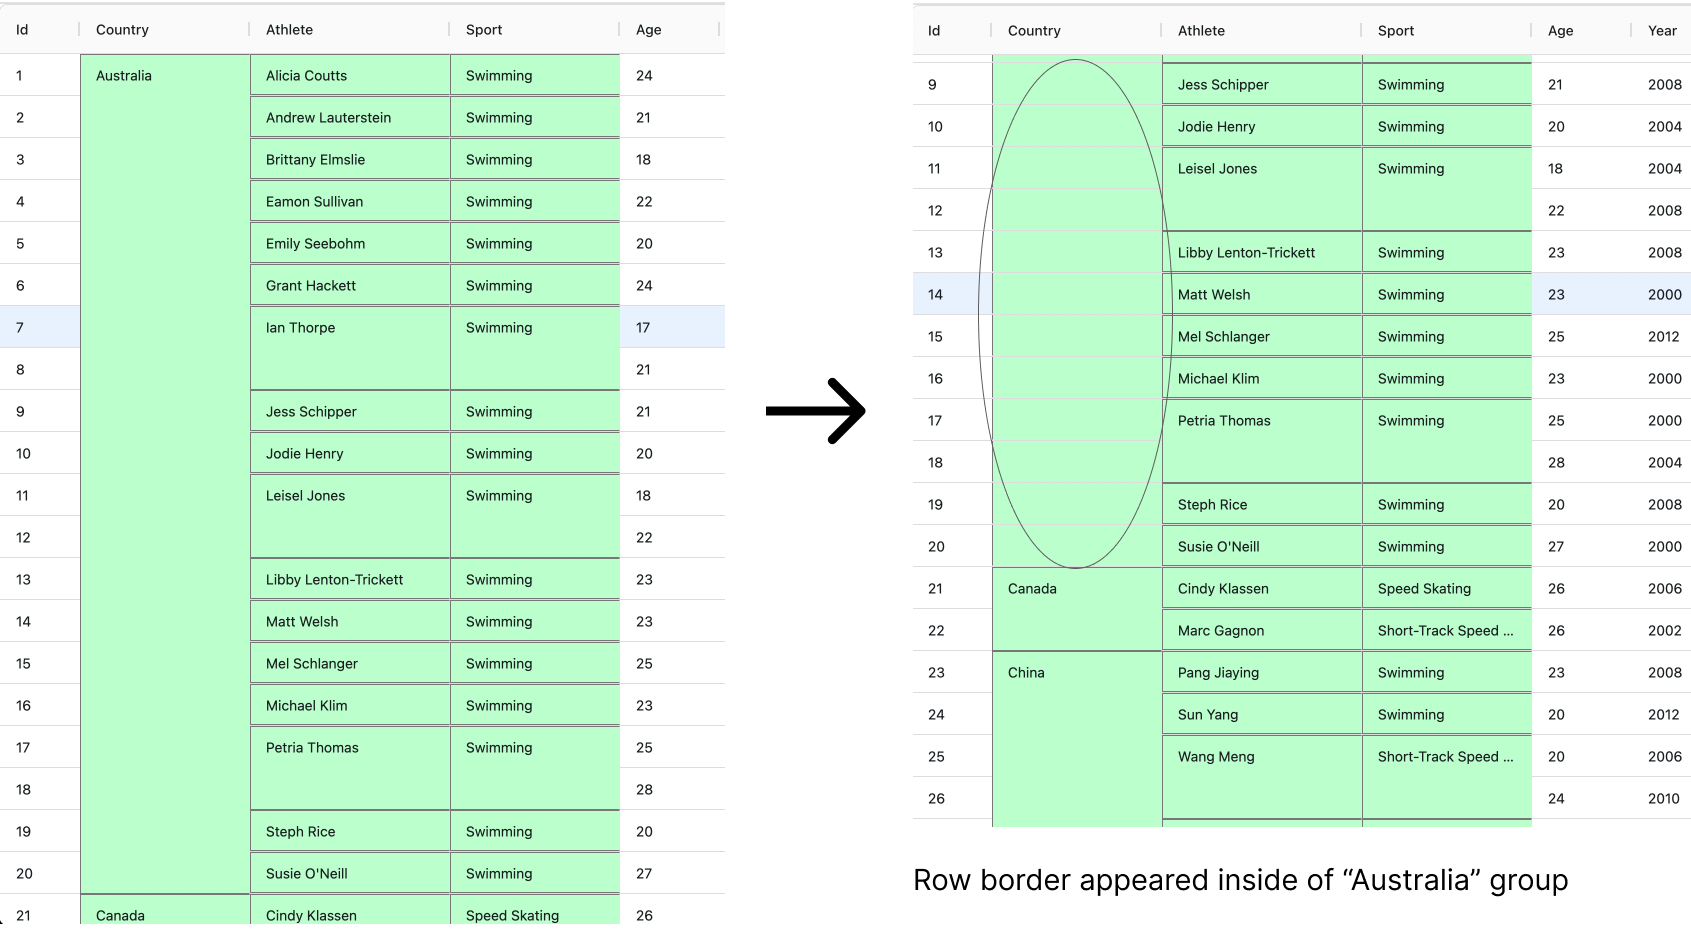 Id Country Athlete Sport Age
1 Australia Alicia Coutts Swimming 24
2 Andrew Lauterstein Swimming 21
3 Brittany Elmslie Swimming 18
4 Eamon Sullivan Swimming 22
5 Emily Seebohm Swimming 20
6 Grant Hackett Swimming 24
7 Ian Thorpe Swimming 17
8 21
9 Jess Schipper Swimming 21
10 Jodie Henry Swimming 20
11 Leisel Jones Swimming 18
12 22
13 Libby Lenton-Trickett Swimming 23
14 Matt Welsh Swimming 23
15 Mel Schlanger Swimming 25
16 Michael Klim Swimming 23
17 Petria Thomas Swimming 25
18 28
19 Steph Rice Swimming 20
20 Susie O'Neill Swimming 27
21 Canada Cindy Klassen Speed Skating 26
Id Country Athlete Sport Age Year
9 Jess Schipper Swimming 21 2008
10 Jodie Henry Swimming 20 2004
11 Leisel Jones Swimming 18 2004
12 22 2008
13 Libby Lenton-Trickett Swimming 23 2008
14 Matt Welsh Swimming 23 2000
15 Mel Schlanger Swimming 25 2012
16 Michael Klim Swimming 23 2000
17 Petria Thomas Swimming 25 2000
18 28 2004
19 Steph Rice Swimming 20 2008
20 Susie O'Neill Swimming 27 2000
21 Canada Cindy Klassen Speed Skating 26 2006
22 Marc Gagnon Short-Track Speed ... 26 2002
23 China Pang Jiaying Swimming 23 2008
24 Sun Yang Swimming 20 2012
25 Wang Meng Short-Track Speed ... 20 2006
26 24 2010
Row border appeared inside of “Australia” group